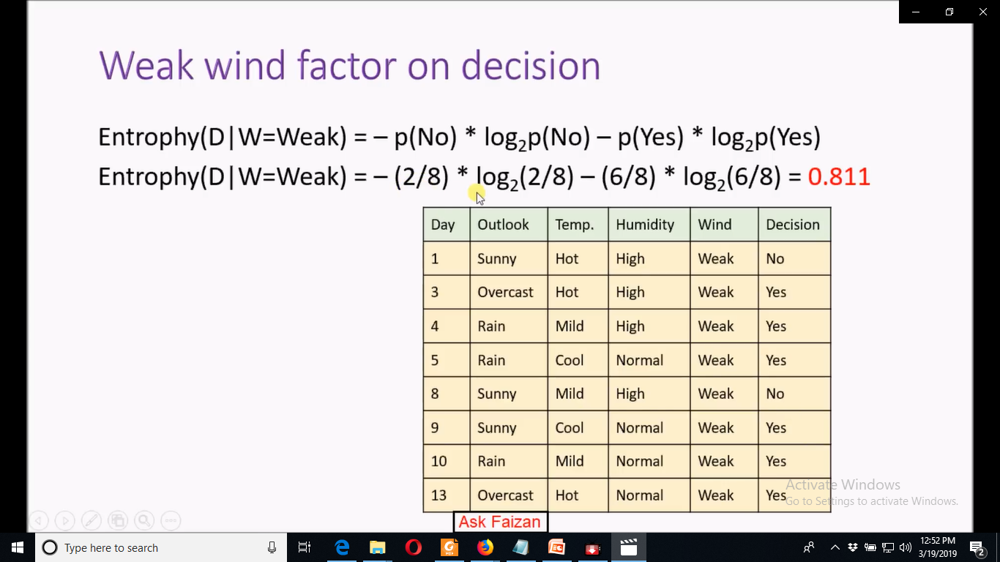 Weak wind factor on decision
Entrophy(D|W=Weak) = – p(No) * log₂p(No) – p(Yes) * log₂p(Yes)
Entrophy(D|W=Weak) = – (2/8) * log₂(2/8) – (6/8) * log₂(6/8) = 0.811
Day Outlook Temp. Humidity Wind Decision
1 Sunny Hot High Weak No
3 Overcast Hot High Weak Yes
4 Rain Mild High Weak Yes
5 Rain Cool Normal Weak Yes
8 Sunny Mild High Weak No
9 Sunny Cool Normal Weak Yes
10 Rain Mild Normal Weak Yes
13 Overcast Hot Normal Weak Yes
Activate Windows
Go to Settings to activate Windows.
Ask Faizan
Type here to search
12:52 PM
3/19/2019
2